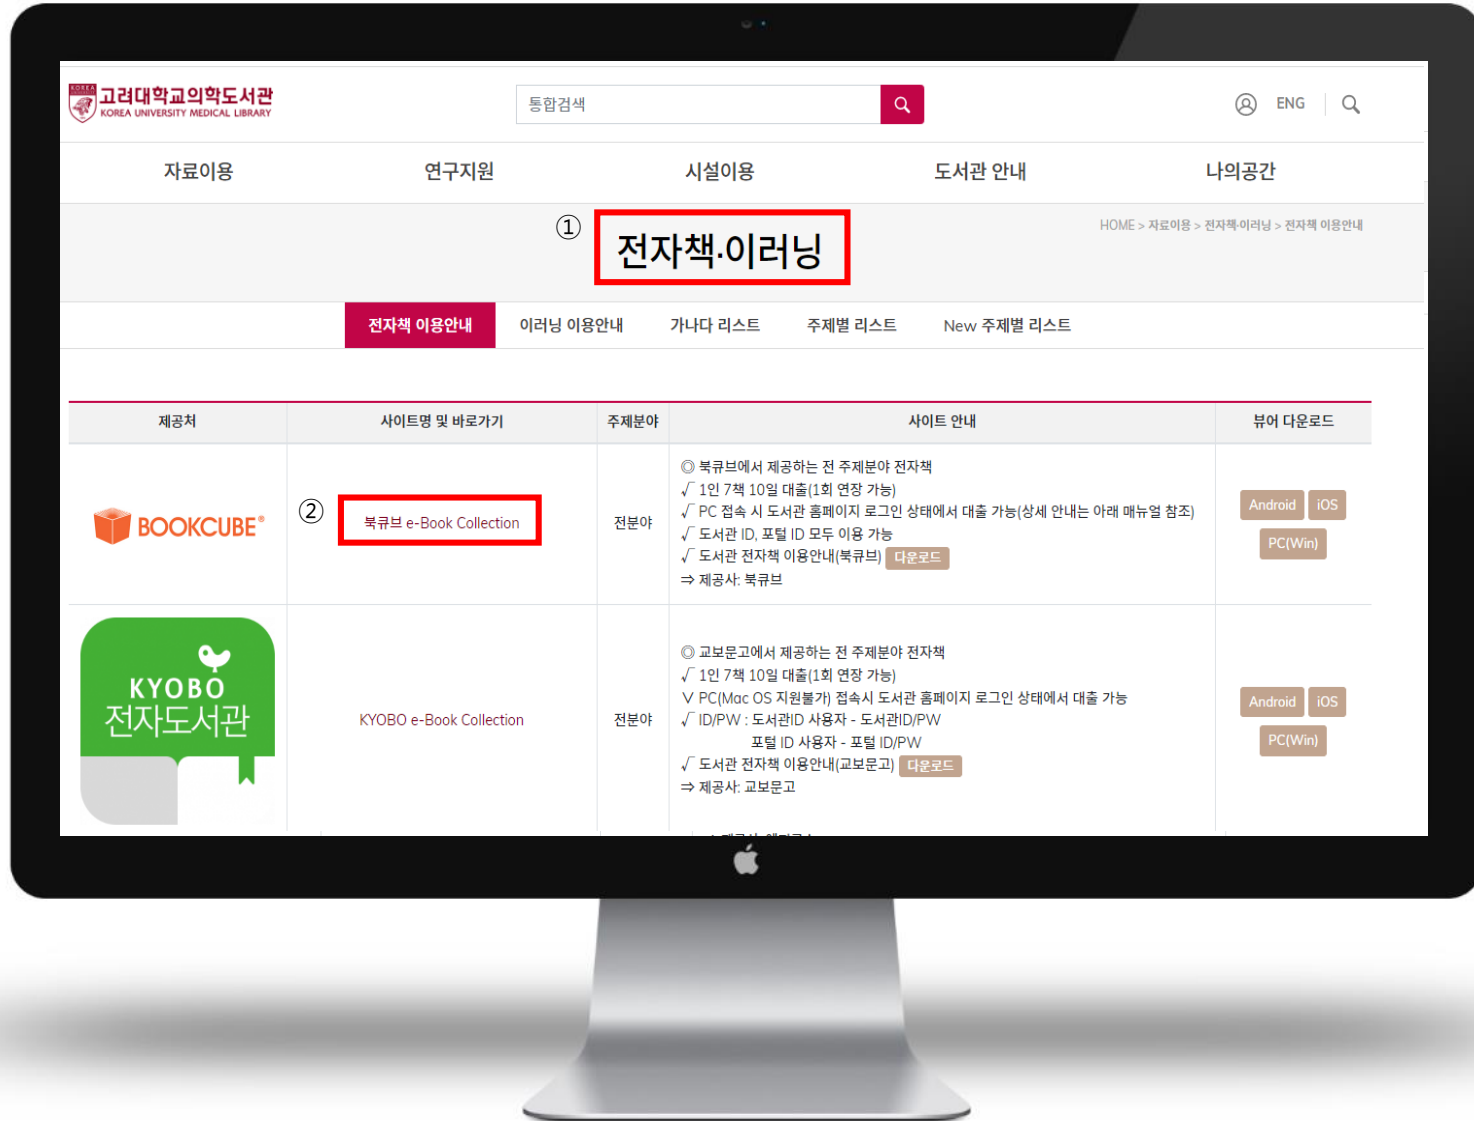 KOREA
고려대학교의학도서관
KOREA UNIVERSITY MEDICAL LIBRARY
통합검색
ENG
자료이용 연구지원 시설이용 도서관 안내 나의공간
①
전자책·이러닝
HOME > 자료이용 > 전자책·이러닝 > 전자책 이용안내
전자책 이용안내 이러닝 이용안내 가나다 리스트 주제별 리스트 New 주제별 리스트
제공처 사이트명 및 바로가기 주제분야 사이트 안내 뷰어 다운로드
BOOKCUBE®
②
북큐브 e-Book Collection
전분야
◎ 북큐브에서 제공하는 전 주제분야 전자책
√ 1인 7책 10일 대출(1회 연장 가능)
√ PC 접속 시 도서관 홈페이지 로그인 상태에서 대출 가능(상세 안내는 아래 매뉴얼 참조)
√ 도서관 ID, 포털 ID 모두 이용 가능
√ 도서관 전자책 이용안내(북큐브) 다운로드
⇒ 제공사: 북큐브
Android iOS
PC(Win)
KYOBO
전자도서관
KYOBO e-Book Collection
전분야
◎ 교보문고에서 제공하는 전 주제분야 전자책
√ 1인 7책 10일 대출(1회 연장 가능)
∨ PC(Mac OS 지원불가) 접속시 도서관 홈페이지 로그인 상태에서 대출 가능
√ ID/PW : 도서관ID 사용자 - 도서관ID/PW
포털 ID 사용자 - 포털 ID/PW
√ 도서관 전자책 이용안내(교보문고) 다운로드
⇒ 제공사: 교보문고
Android iOS
PC(Win)